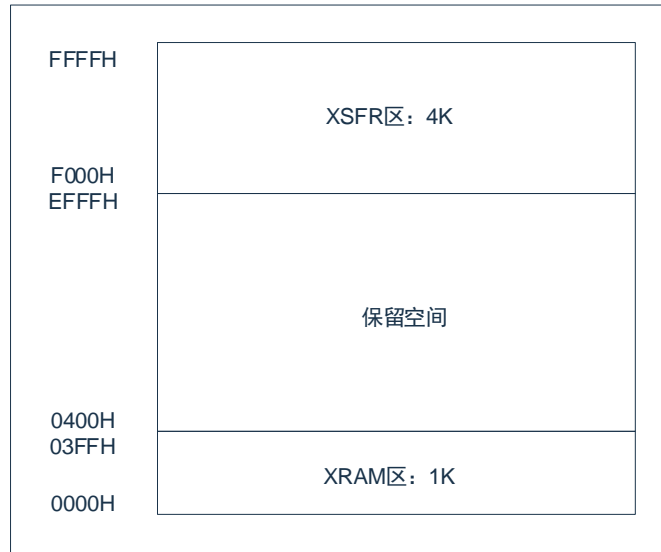 FFFFH
XSFR区：4K
F000H
EFFFH
保留空间
0400H
03FFH
XRAM区：1K
0000H